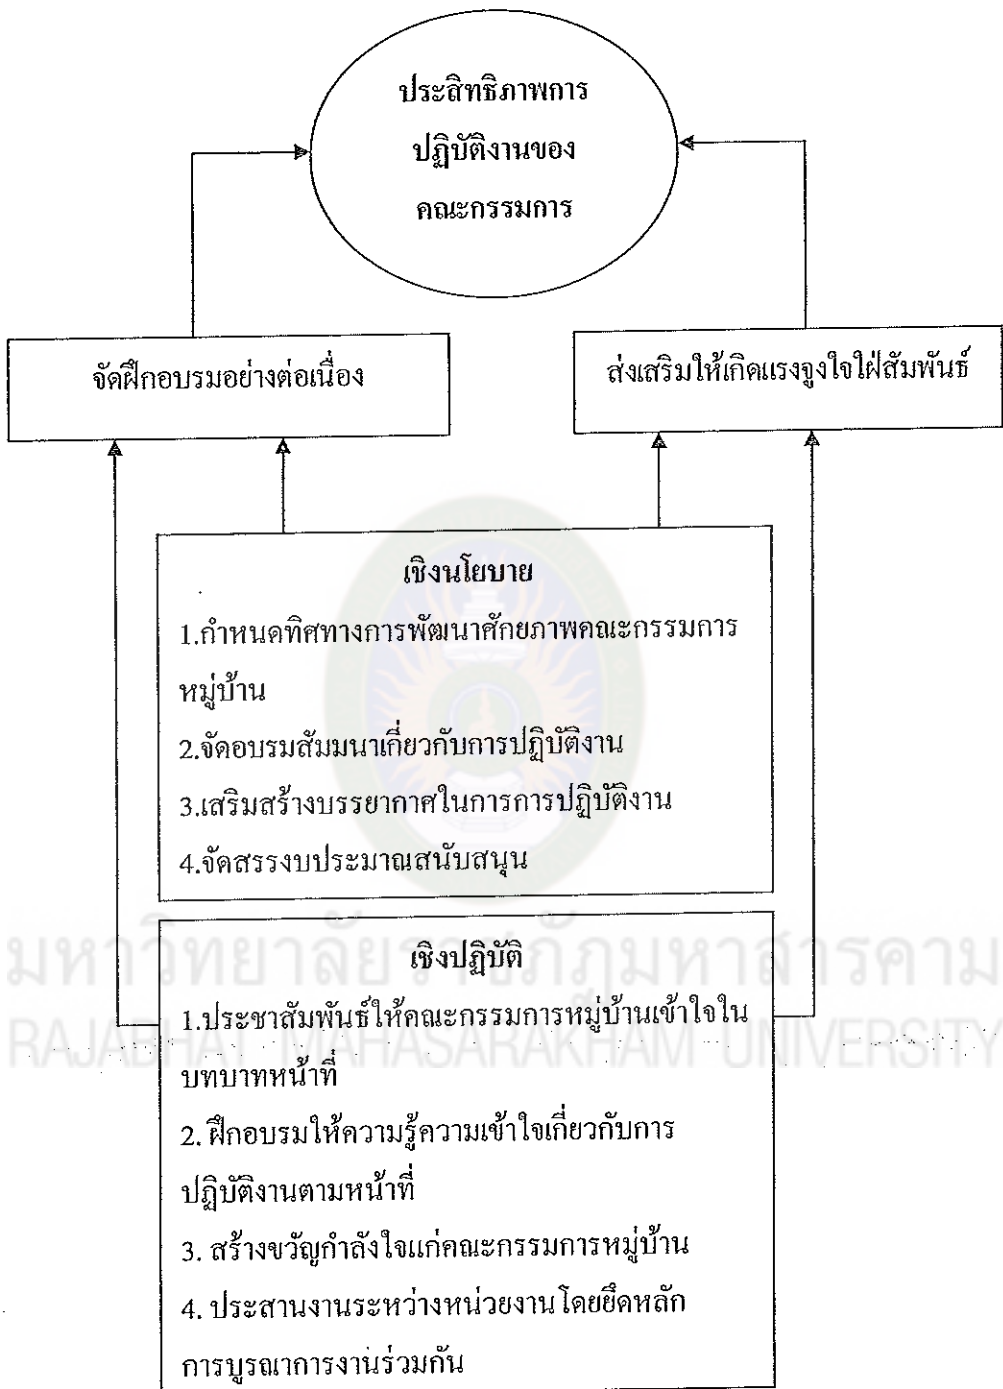 ประสิทธิภาพการ
ปฏิบัติงานของ
คณะกรรมการ
จัดฝึกอบรมอย่างต่อเนื่อง
ส่งเสริมให้เกิดแรงจูงใจใฝ่สัมพันธ์
เชิงนโยบาย
1.กำหนดทิศทางการพัฒนาศักยภาพคณะกรรมการ
หมู่บ้าน
2.จัดอบรมสัมมนาเกี่ยวกับการปฏิบัติงาน
3.เสริมสร้างบรรยากาศในการการปฏิบัติงาน
4.จัดสรรงบประมาณสนับสนุน
มหาวิทยาลัยราชภัฏมหาสารคาม
RAJABHAT MAHASARAKHAM UNIVERSITY
เชิงปฏิบัติ
1.ประชาสัมพันธ์ให้คณะกรรมการหมู่บ้านเข้าใจใน
บทบาทหน้าที่
2. ฝึกอบรมให้ความรู้ความเข้าใจเกี่ยวกับการ
ปฏิบัติงานตามหน้าที่
3. สร้างขวัญกำลังใจแก่คณะกรรมการหมู่บ้าน
4. ประสานงานระหว่างหน่วยงานโดยยึดหลัก
การบูรณาการงานร่วมกัน